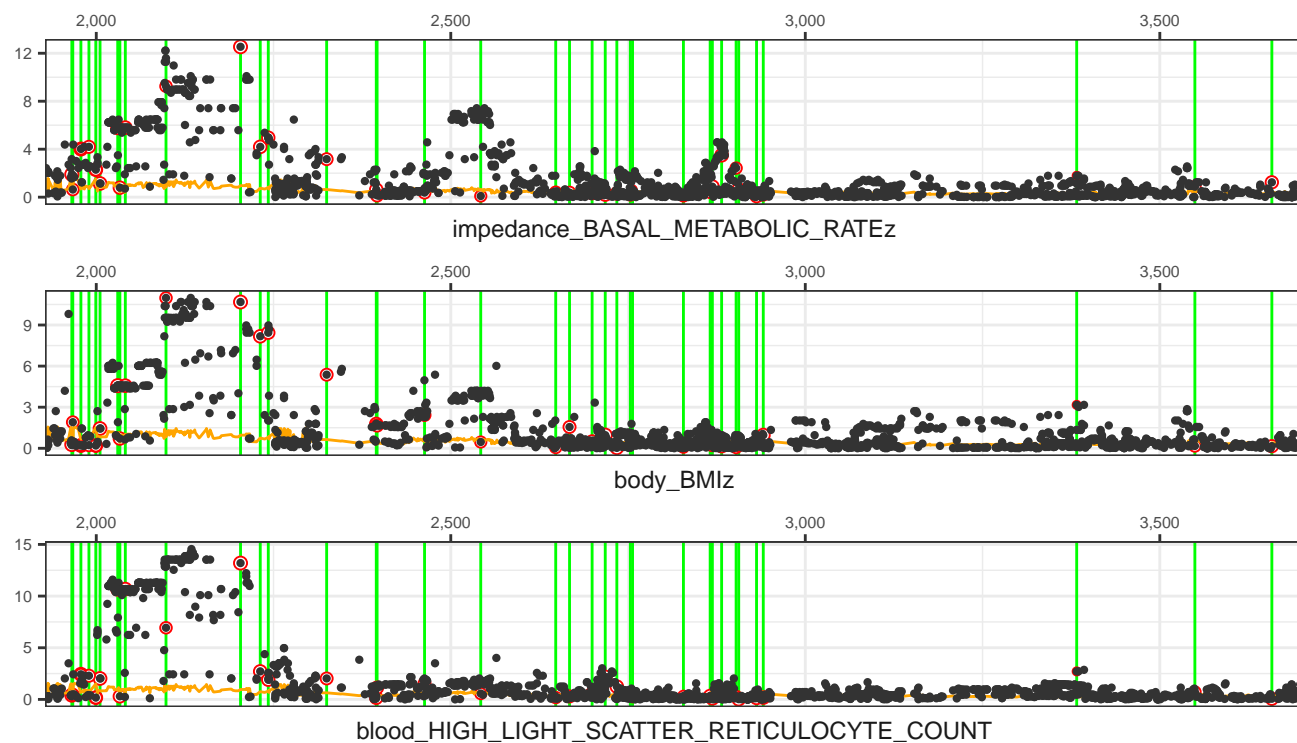 2,000 2,500 3,000 3,500
12
8
4
0
impedance_BASAL_METABOLIC_RATEz
2,000 2,500 3,000 3,500
9
6
3
0
body_BMIz
2,000 2,500 3,000 3,500
15
10
5
0
blood_HIGH_LIGHT_SCATTER_RETICULOCYTE_COUNT